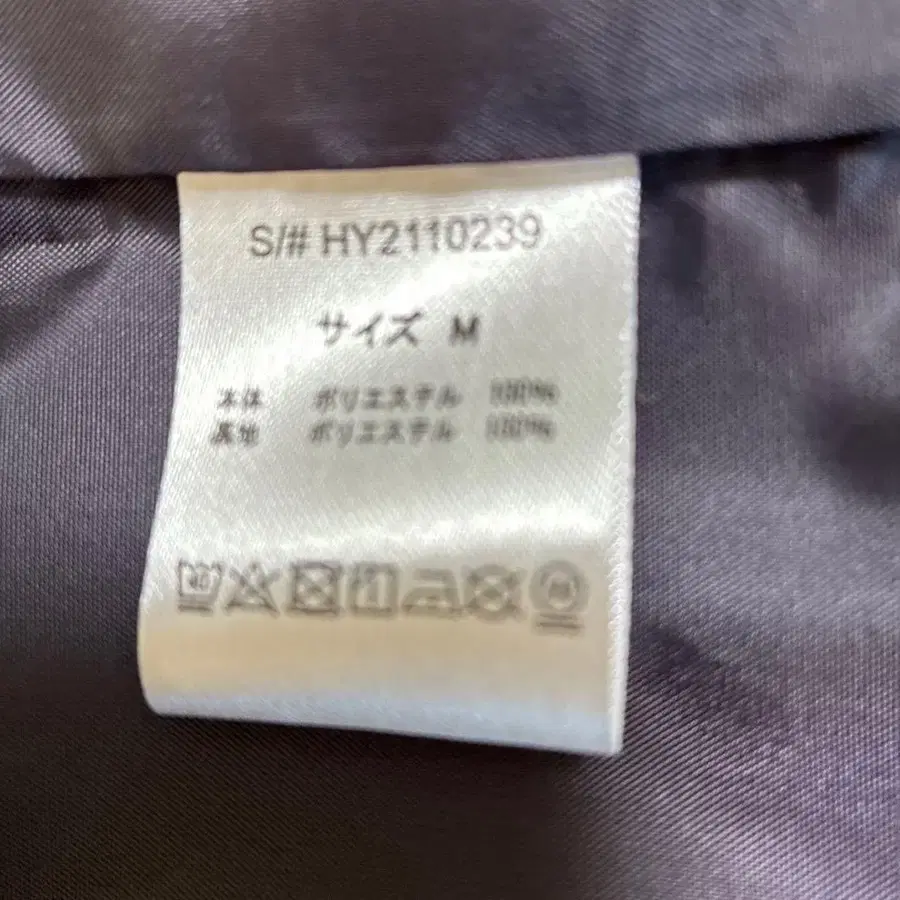 S/# HY2110239
サイズ M
本体 ポリエステル 100%
裏地 ポリエステル 100%